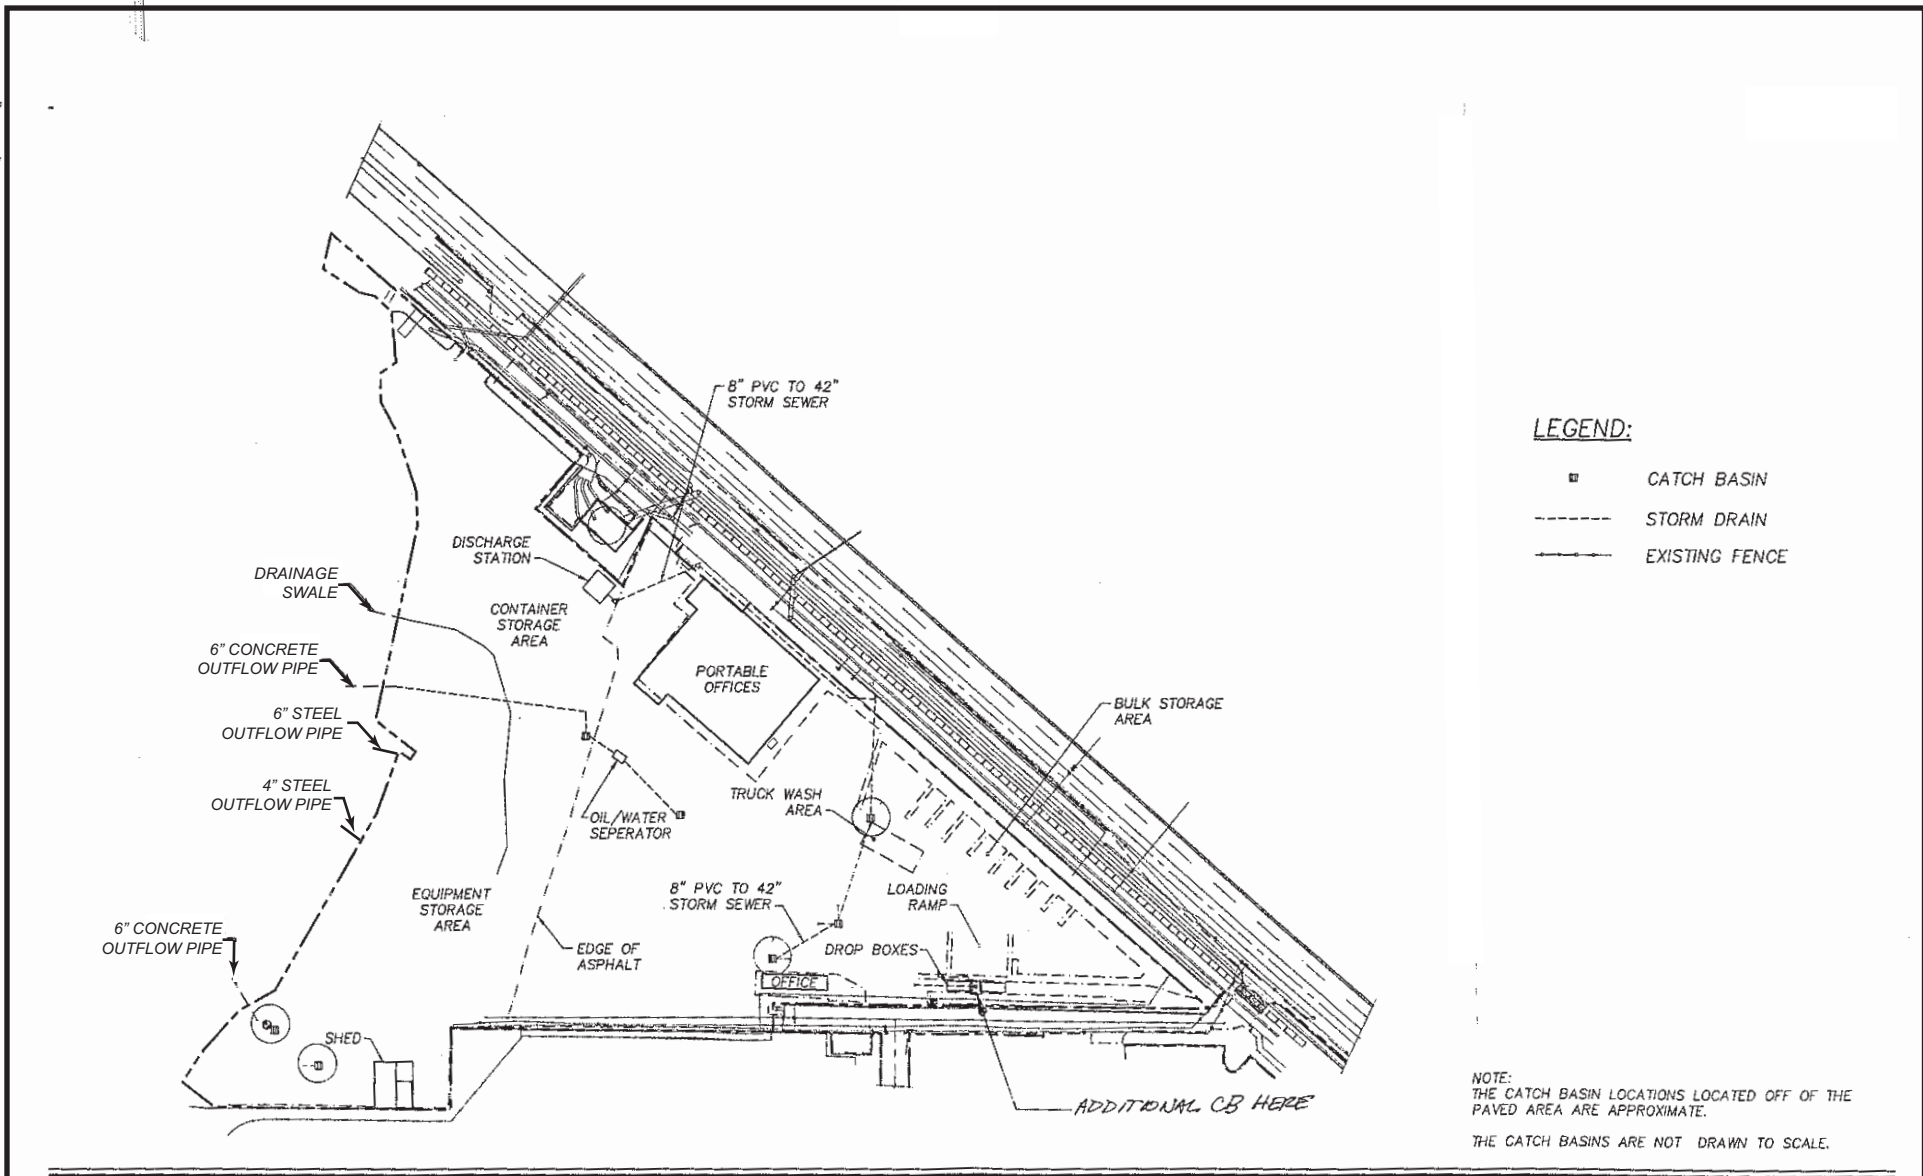 8" PVC TO 42"
STORM SEWER
LEGEND:
CATCH BASIN
STORM DRAIN
EXISTING FENCE
DISCHARGE
STATION
DRAINAGE
SWALE
CONTAINER
STORAGE
AREA
6" CONCRETE
OUTFLOW PIPE
PORTABLE
OFFICES
6" STEEL
OUTFLOW PIPE
BULK STORAGE
AREA
4" STEEL
OUTFLOW PIPE
TRUCK WASH
AREA
OIL/WATER
SEPERATOR
EQUIPMENT
STORAGE
AREA
8" PVC TO 42"
STORM SEWER
LOADING
RAMP
6" CONCRETE
OUTFLOW PIPE
EDGE OF
ASPHALT
DROP BOXES
OFFICE
SHED
ADDITIONAL CB HERE
NOTE:
THE CATCH BASIN LOCATIONS LOCATED OFF OF THE
PAVED AREA ARE APPROXIMATE.
THE CATCH BASINS ARE NOT DRAWN TO SCALE.